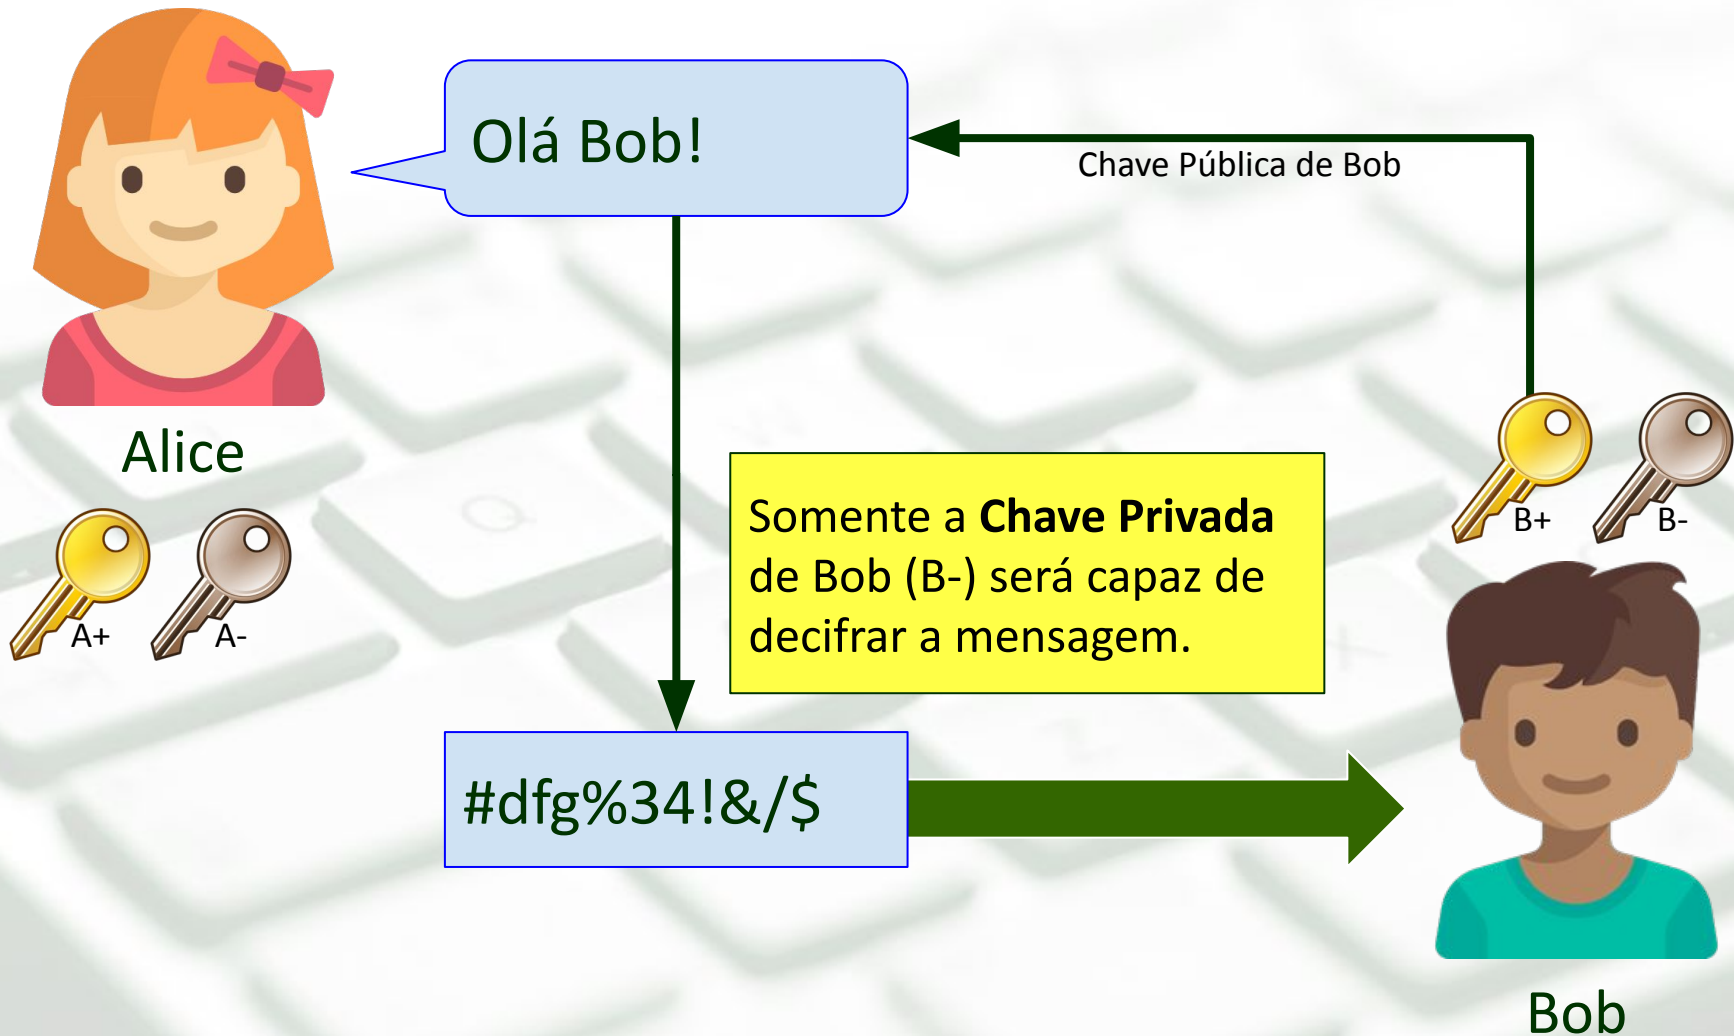 Olá Bob!
Chave Pública de Bob
Alice
A+
A-
B+
B-
Somente a Chave Privada
de Bob (B-) será capaz de
decifrar a mensagem.
#dfg%34!&/$
Bob